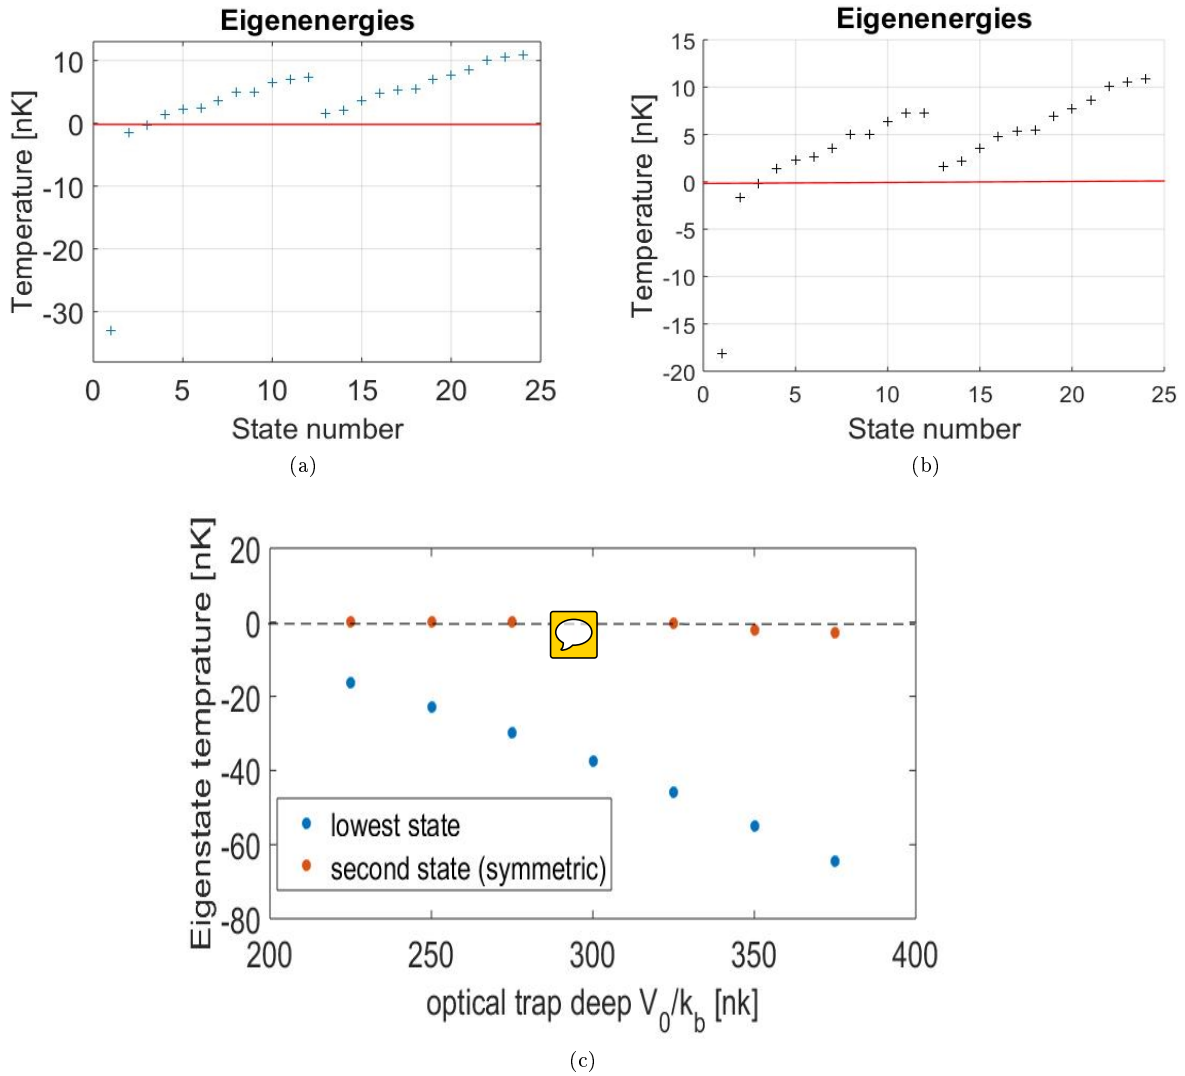 Eigenenergies
Temperature [nK]
10
0
-10
-20
-30
0 5 10 15 20 25
State number
(a)
Eigenenergies
Temperature [nK]
15
10
5
0
-5
-10
-15
-20
0 5 10 15 20 25
State number
(b)
Eigenstate temprature [nK]
20
0
-20
-40
-60
-80
lowest state
second state (symmetric)
200 250 300 350 400
optical trap deep V0/kb [nk]
(c)